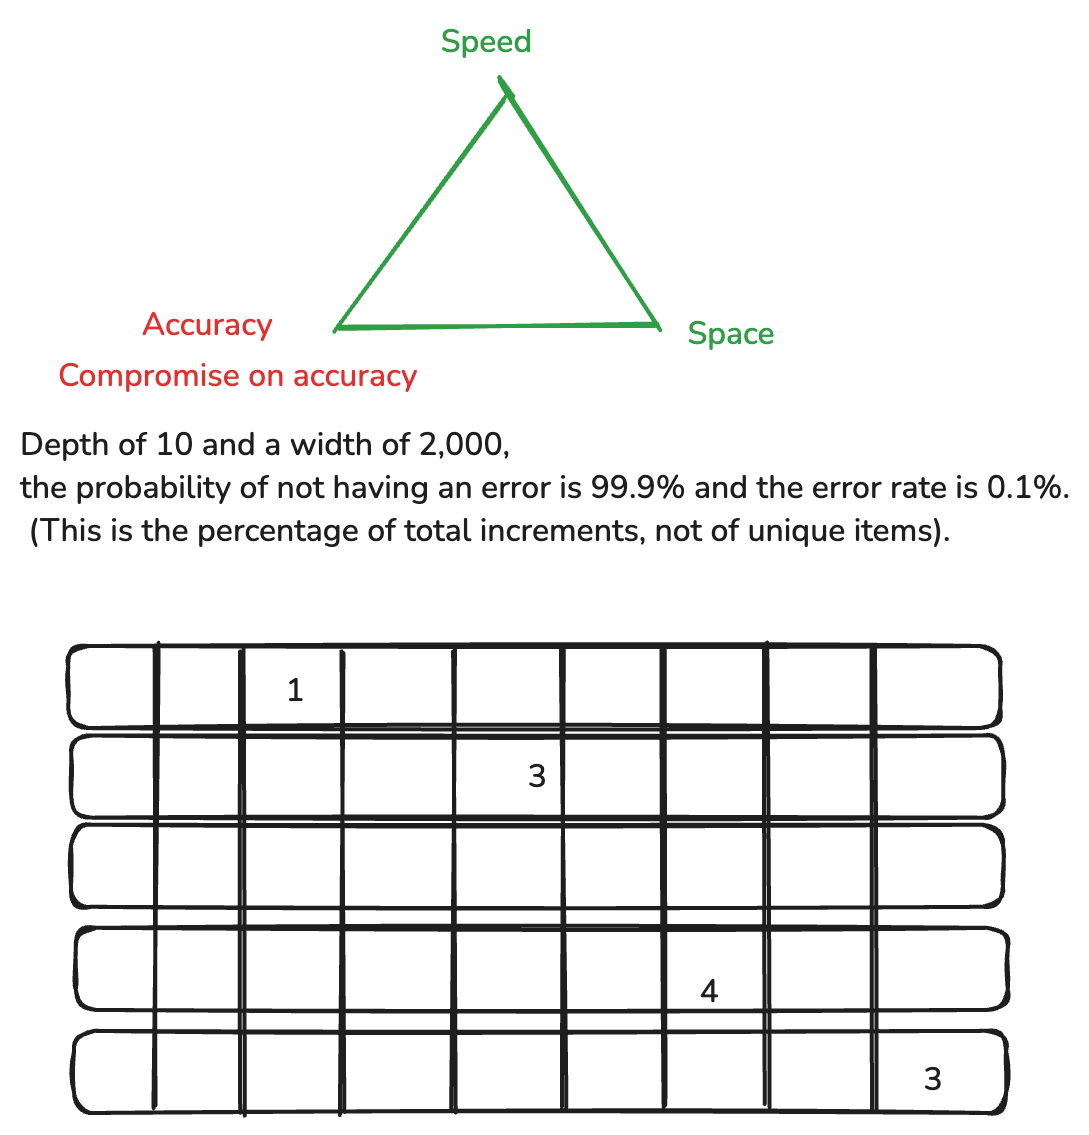 Speed
Accuracy
Space
Compromise on accuracy
Depth of 10 and a width of 2,000,
the probability of not having an error is 99.9% and the error rate is 0.1%.
(This is the percentage of total increments, not of unique items).
1
3
4
3